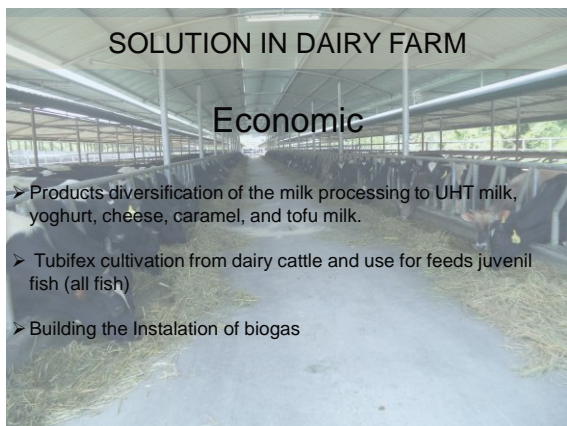 SOLUTION IN DAIRY FARM
Economic
➢ Products diversification of the milk processing to UHT milk,
yoghurt, cheese, caramel, and tofu milk.
➢ Tubifex cultivation from dairy cattle and use for feeds juvenil
fish (all fish)
➢ Building the Instalation of biogas